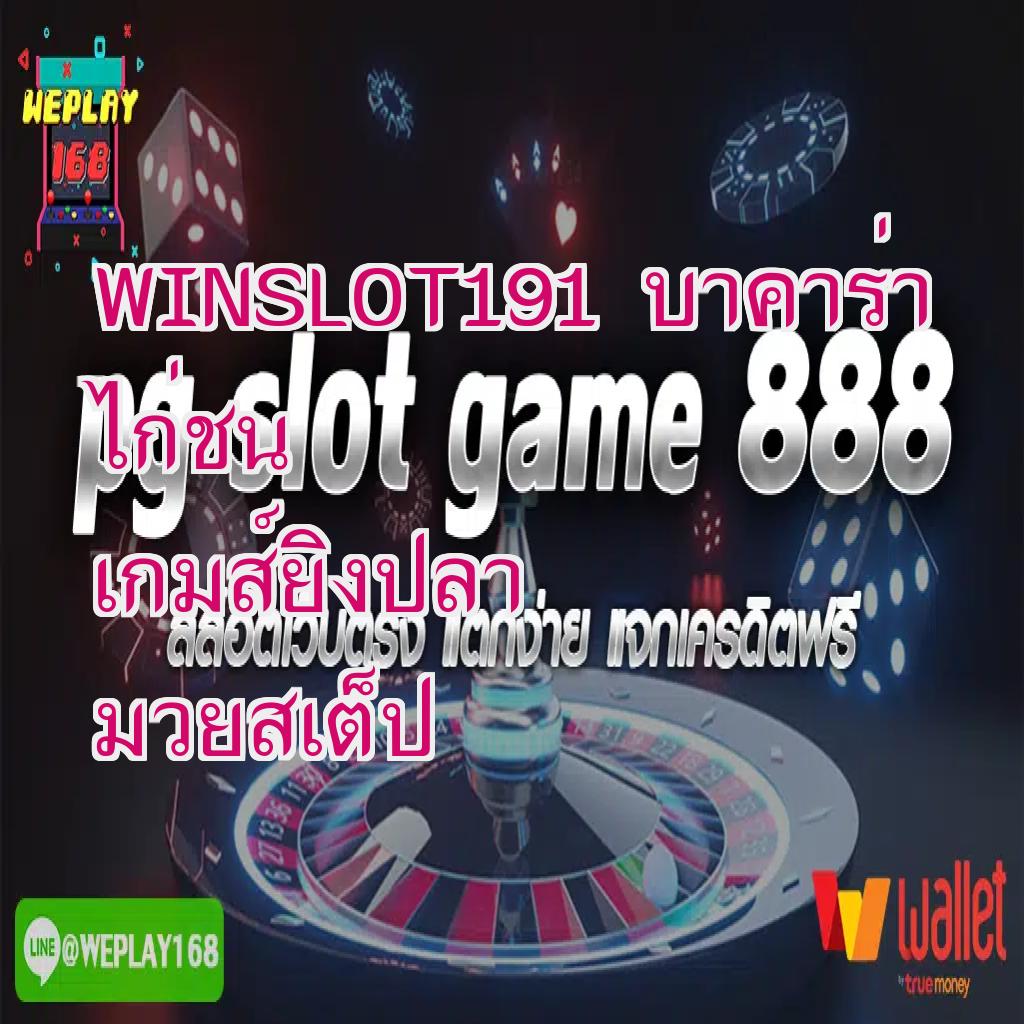 WEPLAY
168
WINSLOT191 บาคาร่า
pg slot game 888
ไก่ชน
เกมส์ยิงปลา
สล็อตเว็บตรง แตกง่าย แจกเครดิตฟรี
มวยสเต็ป
LINE @WEPLAY168
wallet
by truemoney